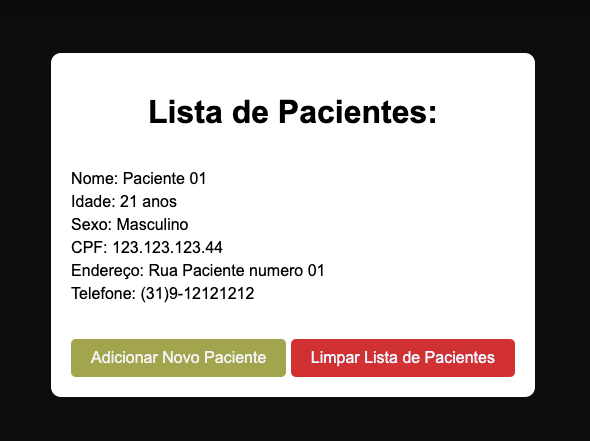 Lista de Pacientes:
Nome: Paciente 01
Idade: 21 anos
Sexo: Masculino
CPF: 123.123.123.44
Endereço: Rua Paciente numero 01
Telefone: (31)9-12121212
Adicionar Novo Paciente
Limpar Lista de Pacientes